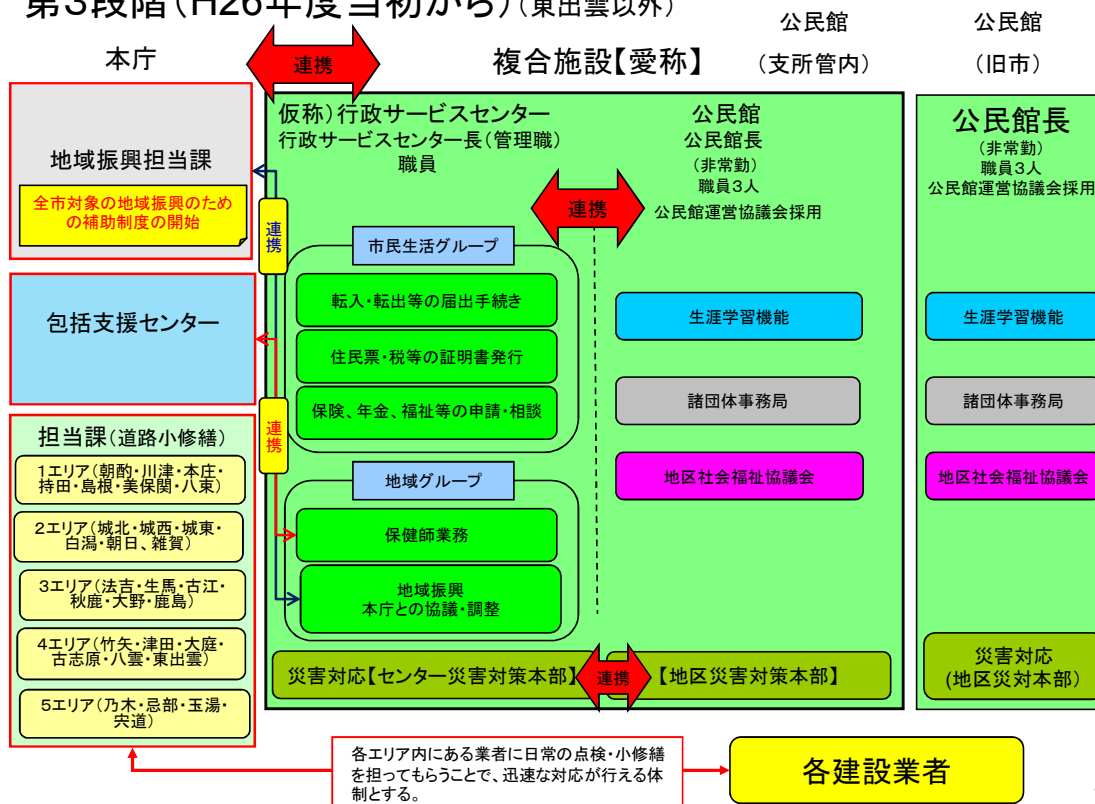 第3段階(H26年度当初から)(東出雲以外)
公民館
(支所管内)
公民館
(旧市)
本庁
連携
複合施設【愛称】
地域振興担当課
全市対象の地域振興のため
の補助制度の開始
包括支援センター
担当課(道路小修繕)
1エリア(朝酌・川津・本庄・
持田・島根・美保関・八束)
2エリア(城北・城西・城東・
白潟・朝日、雑賀)
3エリア(法吉・生馬・古江・
秋鹿・大野・鹿島)
4エリア(竹矢・津田・大庭・
古志原・八雲・東出雲)
5エリア(乃木・忌部・玉湯・
宍道)
連携
連携
仮称)行政サービスセンター
行政サービスセンター長(管理職)
職員
市民生活グループ
転入・転出等の届出手続き
住民票・税等の証明書発行
保険、年金、福祉等の申請・相談
地域グループ
保健師業務
地域振興
本庁との協議・調整
災害対応【センター災害対策本部】
連携
連携
公民館
公民館長
(非常勤)
職員3人
公民館運営協議会採用
生涯学習機能
諸団体事務局
地区社会福祉協議会
【地区災害対策本部】
公民館長
(非常勤)
職員3人
公民館運営協議会採用
生涯学習機能
諸団体事務局
地区社会福祉協議会
災害対応
(地区災対本部)
各エリア内にある業者に日常の点検・小修繕
を担ってもらうことで、迅速な対応が行える体
制とする。
各建設業者